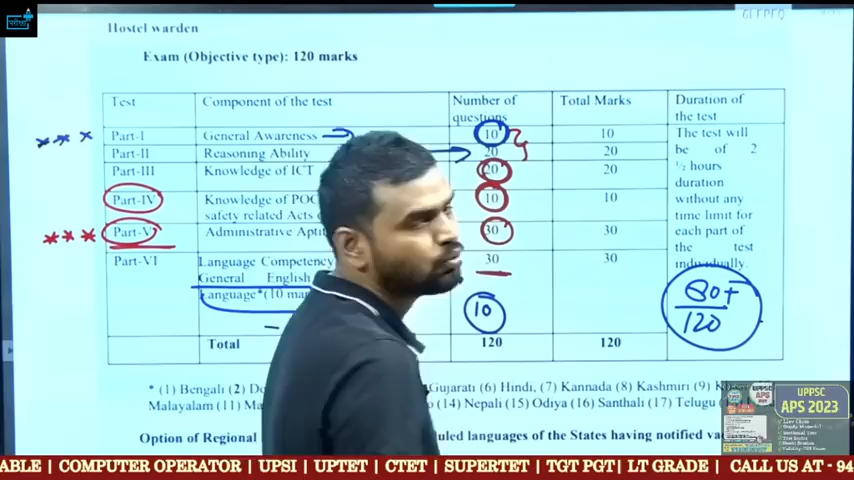 परीक्षा
Hostel warden
Exam (Objective type): 120 marks
Test
Component of the test
Number of
questions
Total Marks
Duration of
the test
Part-I
General Awareness
10
10
Part-II
Reasoning Ability
20
20
Part-III
Knowledge of ICT
20
20
Part-IV
Knowledge of POC
safety related Acts
10
10
Part-V
Administrative Apti
30
30
Part-VI
Language Competency
General English
Language*(10 mar
30
30
10
The test will
be of 2
½ hours
duration
without any
time limit for
each part of
the test
individually.
80+
120
Total
120
120
* (1) Bengali (2) Do Gujarati (6) Hindi, (7) Kannada (8) Kashmiri (9)
Malayalam (11) Ma (14) Nepali (15) Odiya (16) Santhali (17) Telugu
Option of Regional uled languages of the States having notified va
UPPSC
APS 2023
ABLE | COMPUTER OPERATOR | UPSI | UPTET | CTET | SUPERTET | TGT PGT| LT GRADE | CALL US AT - 94